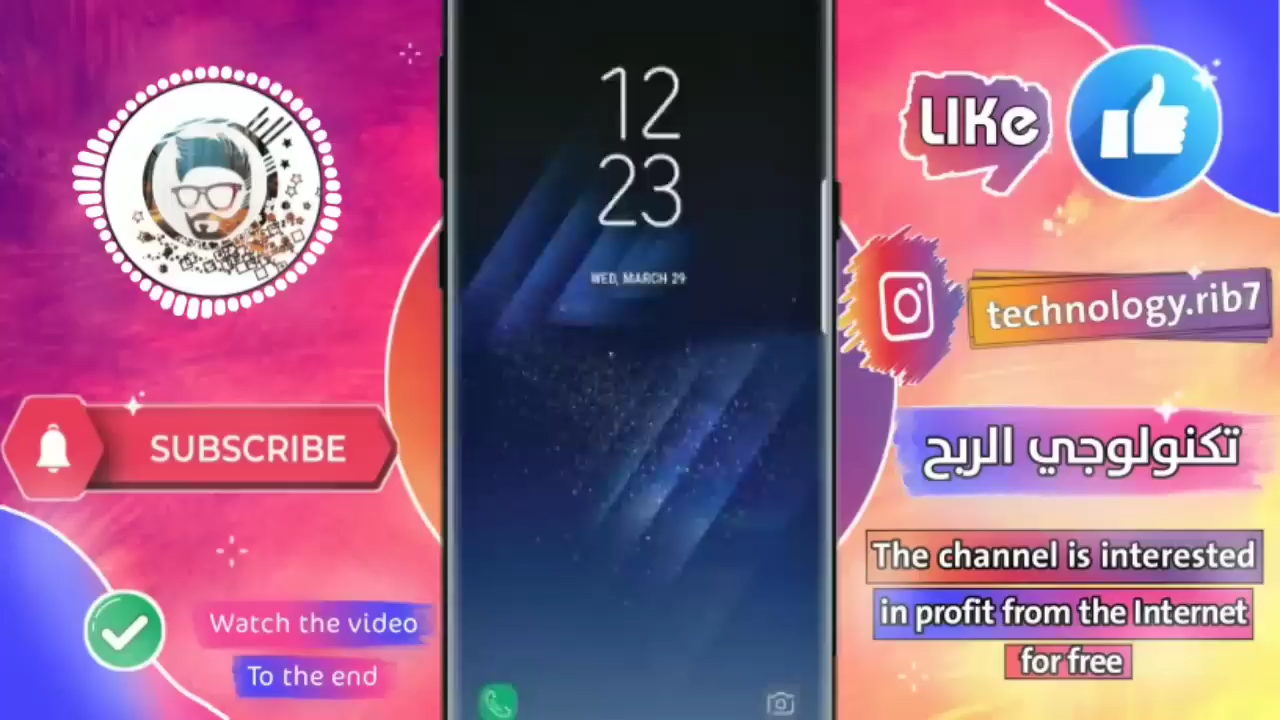 SUBSCRIBE
Watch the video
To the end
12
23
WED, MARCH 29
LIKe
technology.rib7
تكنولوجي الربح
The channel is interested
in profit from the Internet
for free